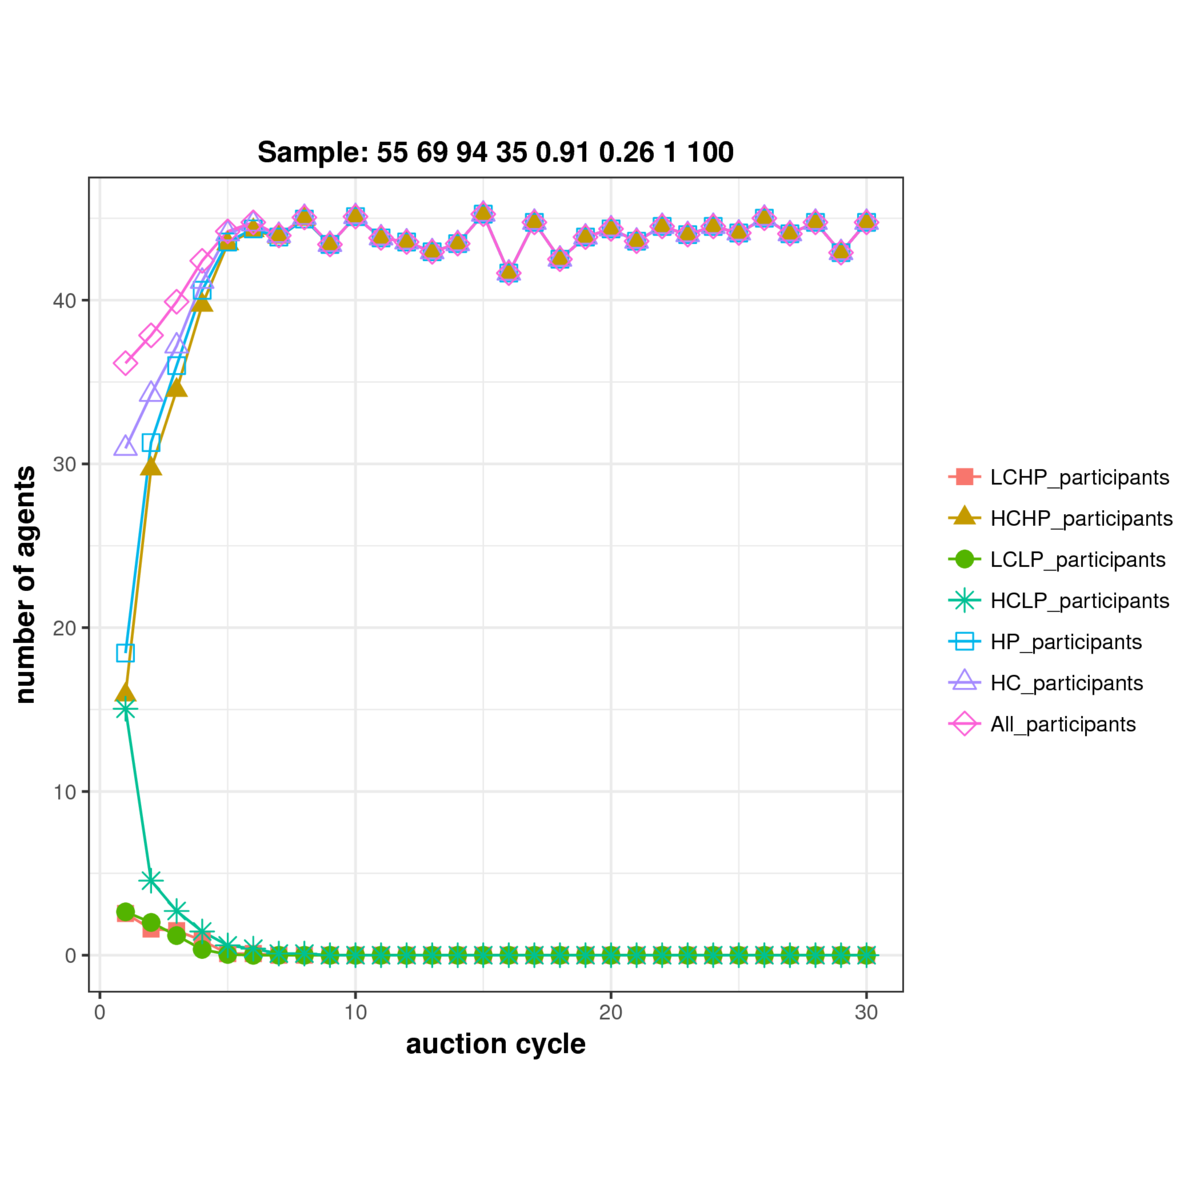 Sample: 55 69 94 35 0.91 0.26 1 100
number of agents
40
30
20
10
0
0 10 20 30
auction cycle
LCHP_participants
HCHP_participants
LCLP_participants
HCLP_participants
HP_participants
HC_participants
All_participants